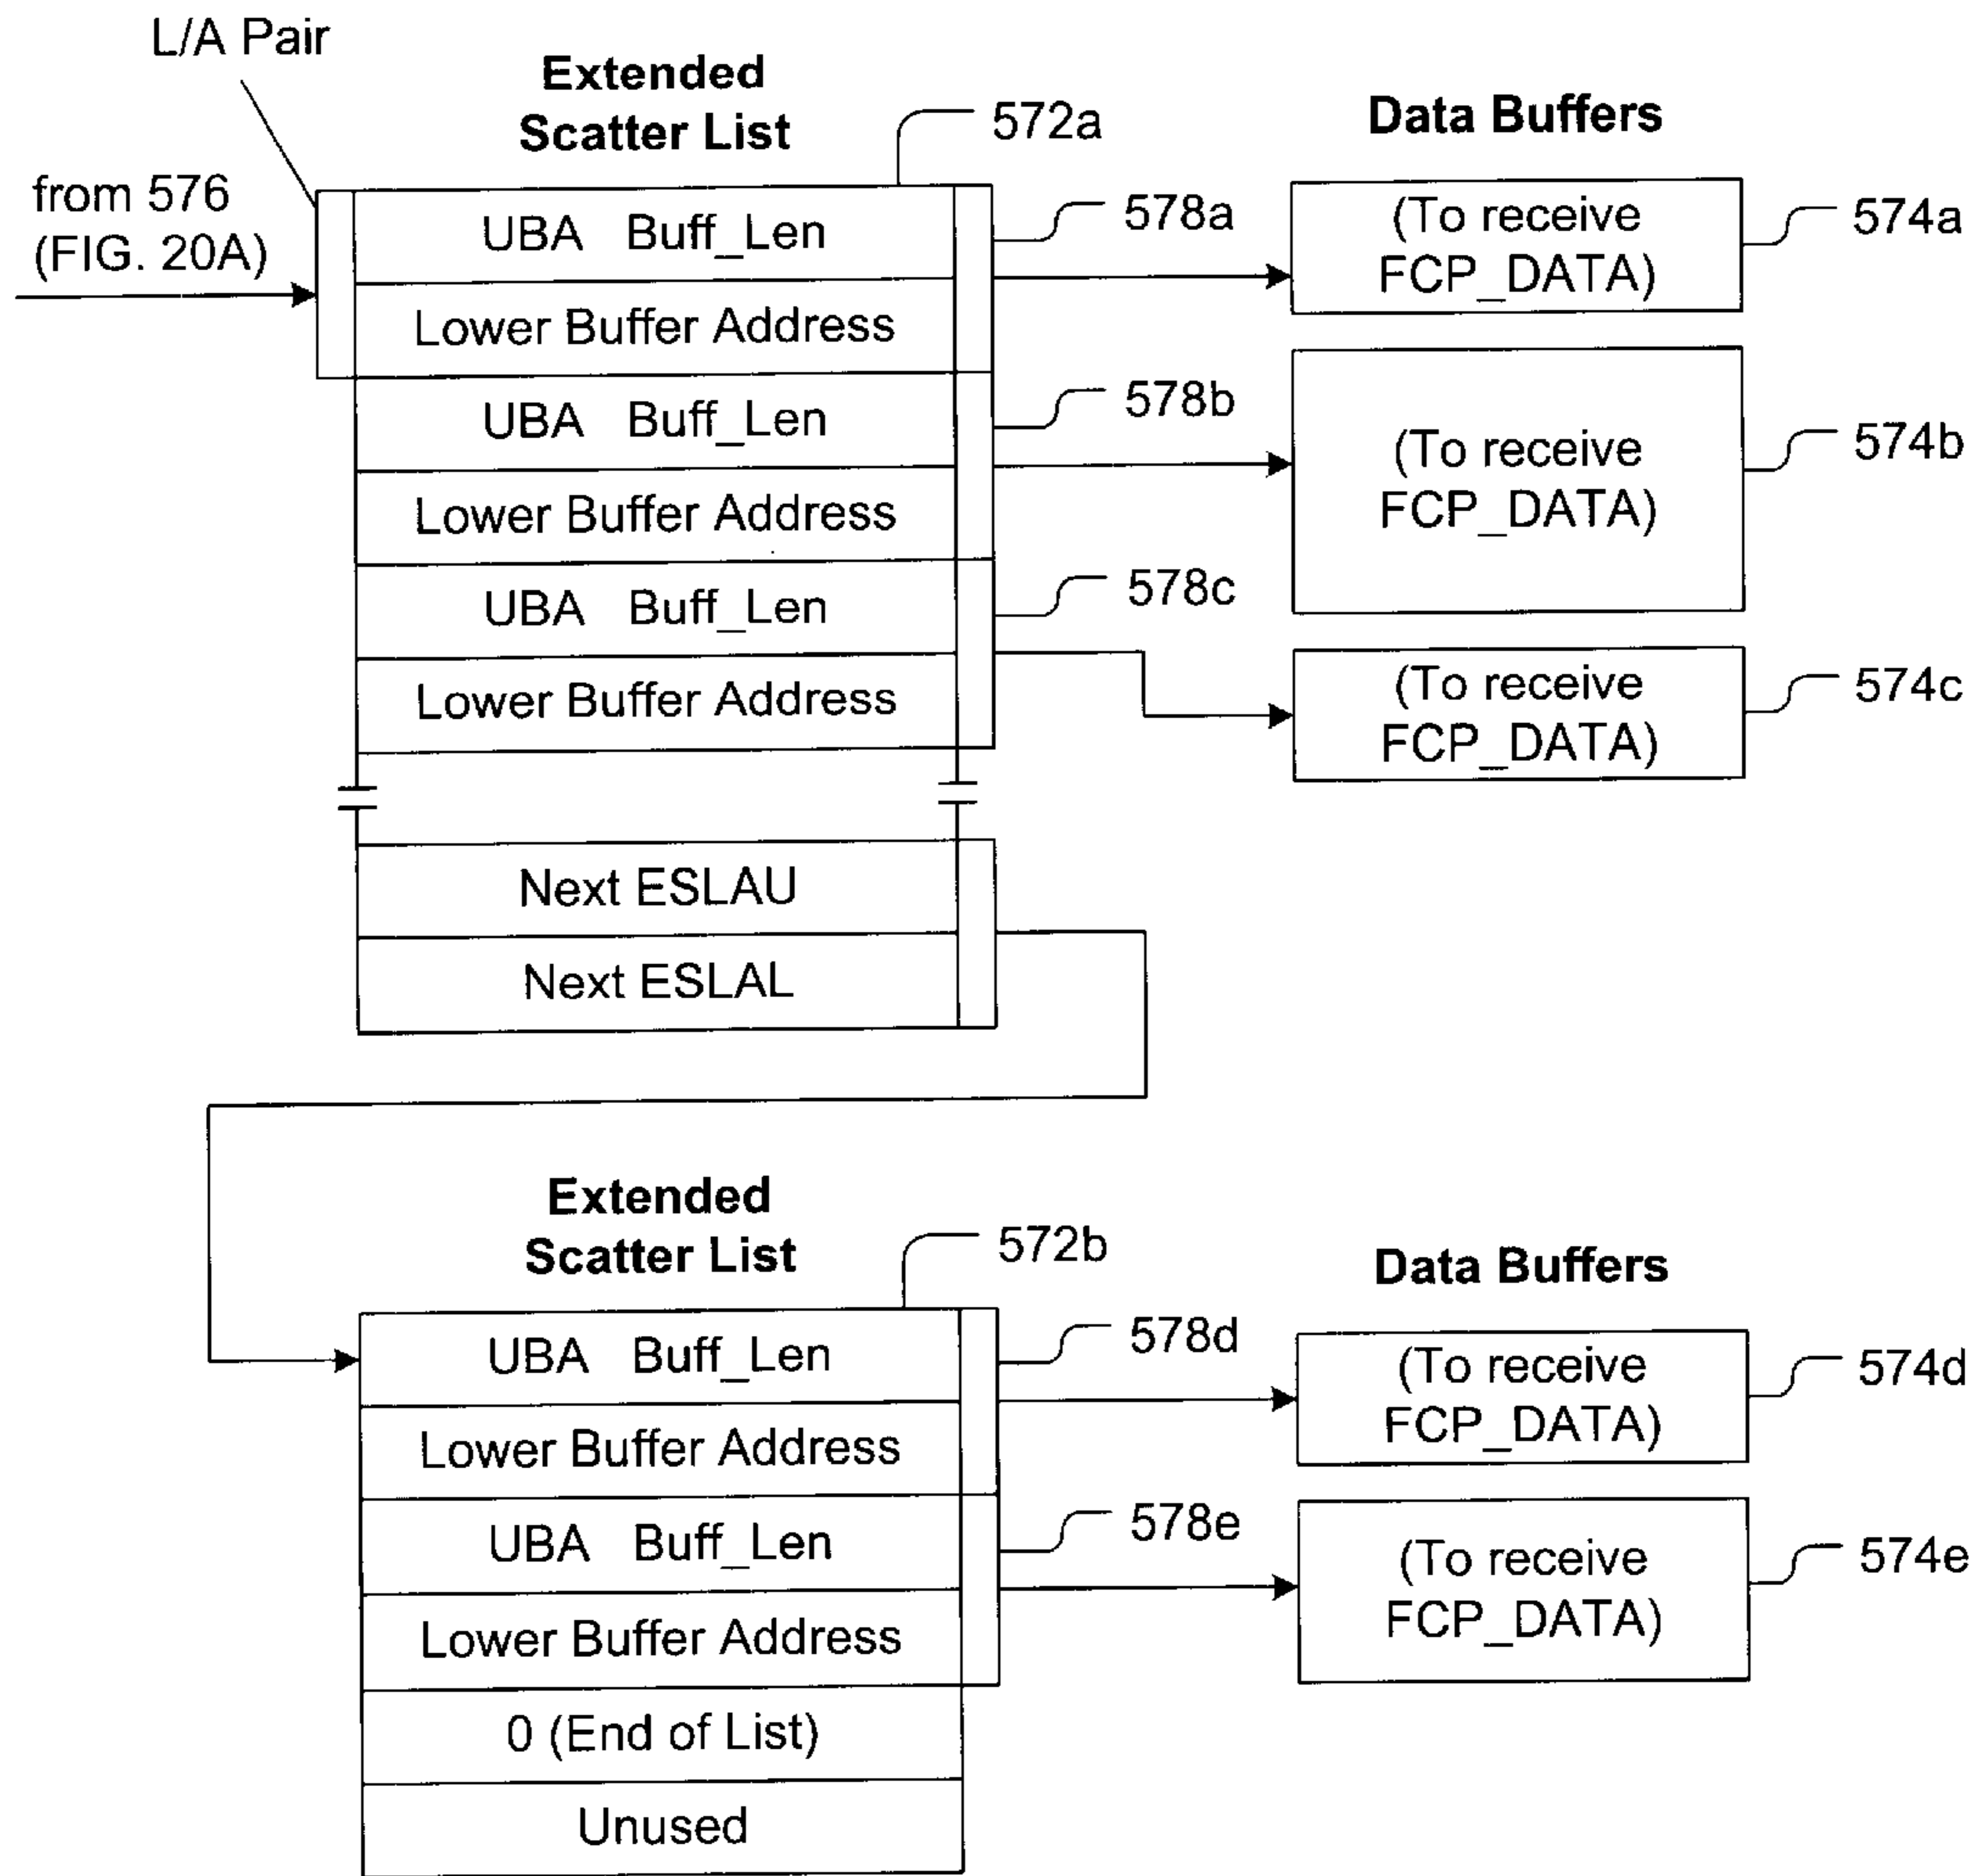 L/A Pair
Extended
Scatter List
572a
Data Buffers
from 576
(FIG. 20A)
UBA Buff_Len
578a
(To receive
FCP_DATA)
574a
Lower Buffer Address
UBA Buff_Len
578b
(To receive
FCP_DATA)
574b
Lower Buffer Address
UBA Buff_Len
578c
Lower Buffer Address
(To receive
FCP_DATA)
574c
Next ESLAU
Next ESLAL
Extended
Scatter List
572b
Data Buffers
UBA Buff_Len
578d
(To receive
FCP_DATA)
574d
Lower Buffer Address
UBA Buff_Len
578e
(To receive
FCP_DATA)
574e
Lower Buffer Address
0 (End of List)
Unused